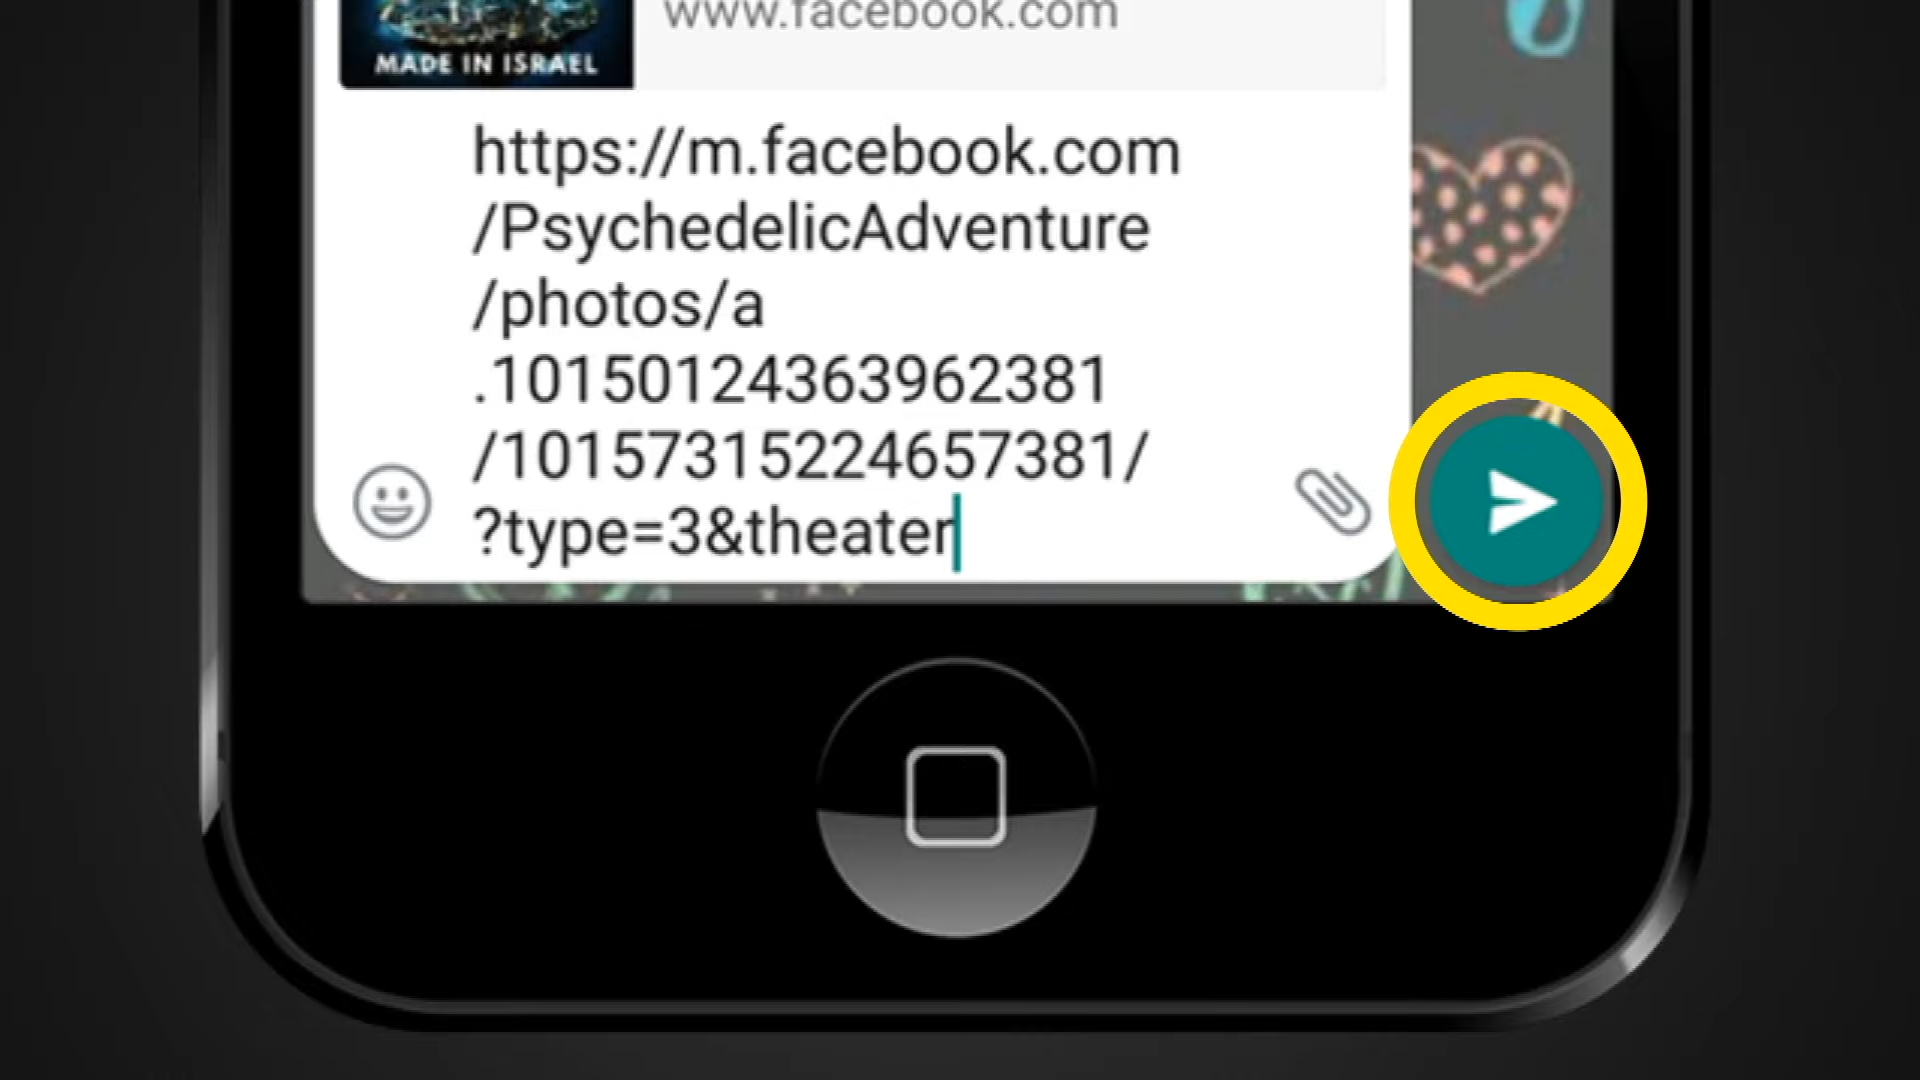 www.facebook.com
MADE IN ISRAEL
https://m.facebook.com
/PsychedelicAdventure
/photos/a
.10150124363962381
/10157315224657381/
?type=3&theater